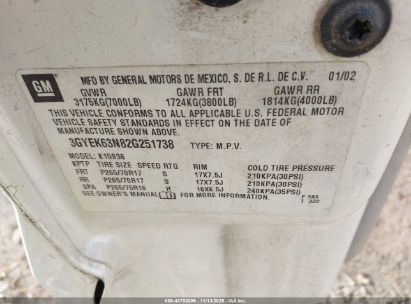 GM
MFD BY GENERAL MOTORS DE MEXICO, S. DE R.L. DE C.V. 01/02
GVWR GAWR FRT GAWR RR
3175KG(7000LB) 1724KG(3800LB) 1814KG(4000LB)
THIS VEHICLE CONFORMS TO ALL APPLICABLE U.S. FEDERAL MOTOR
VEHICLE SAFETY STANDARDS IN EFFECT ON THE DATE OF
MANUFACTURE SHOWN ABOVE.
3GYEK63N82G251738 TYPE: M.P.V.
MODEL: K15936
TIRE SIZE SPEED RTG RIM COLD TIRE PRESSURE
FRT P265/70R17 S 17X7.5J 210KPA(30PSI)
RR P265/70R17 S 17X7.5J 210KPA(30PSI)
SPA P265/75R16 16X6.5J 240KPA(35PSI)
SEE OWNER'S MANUAL FOR MORE INFORMATION.